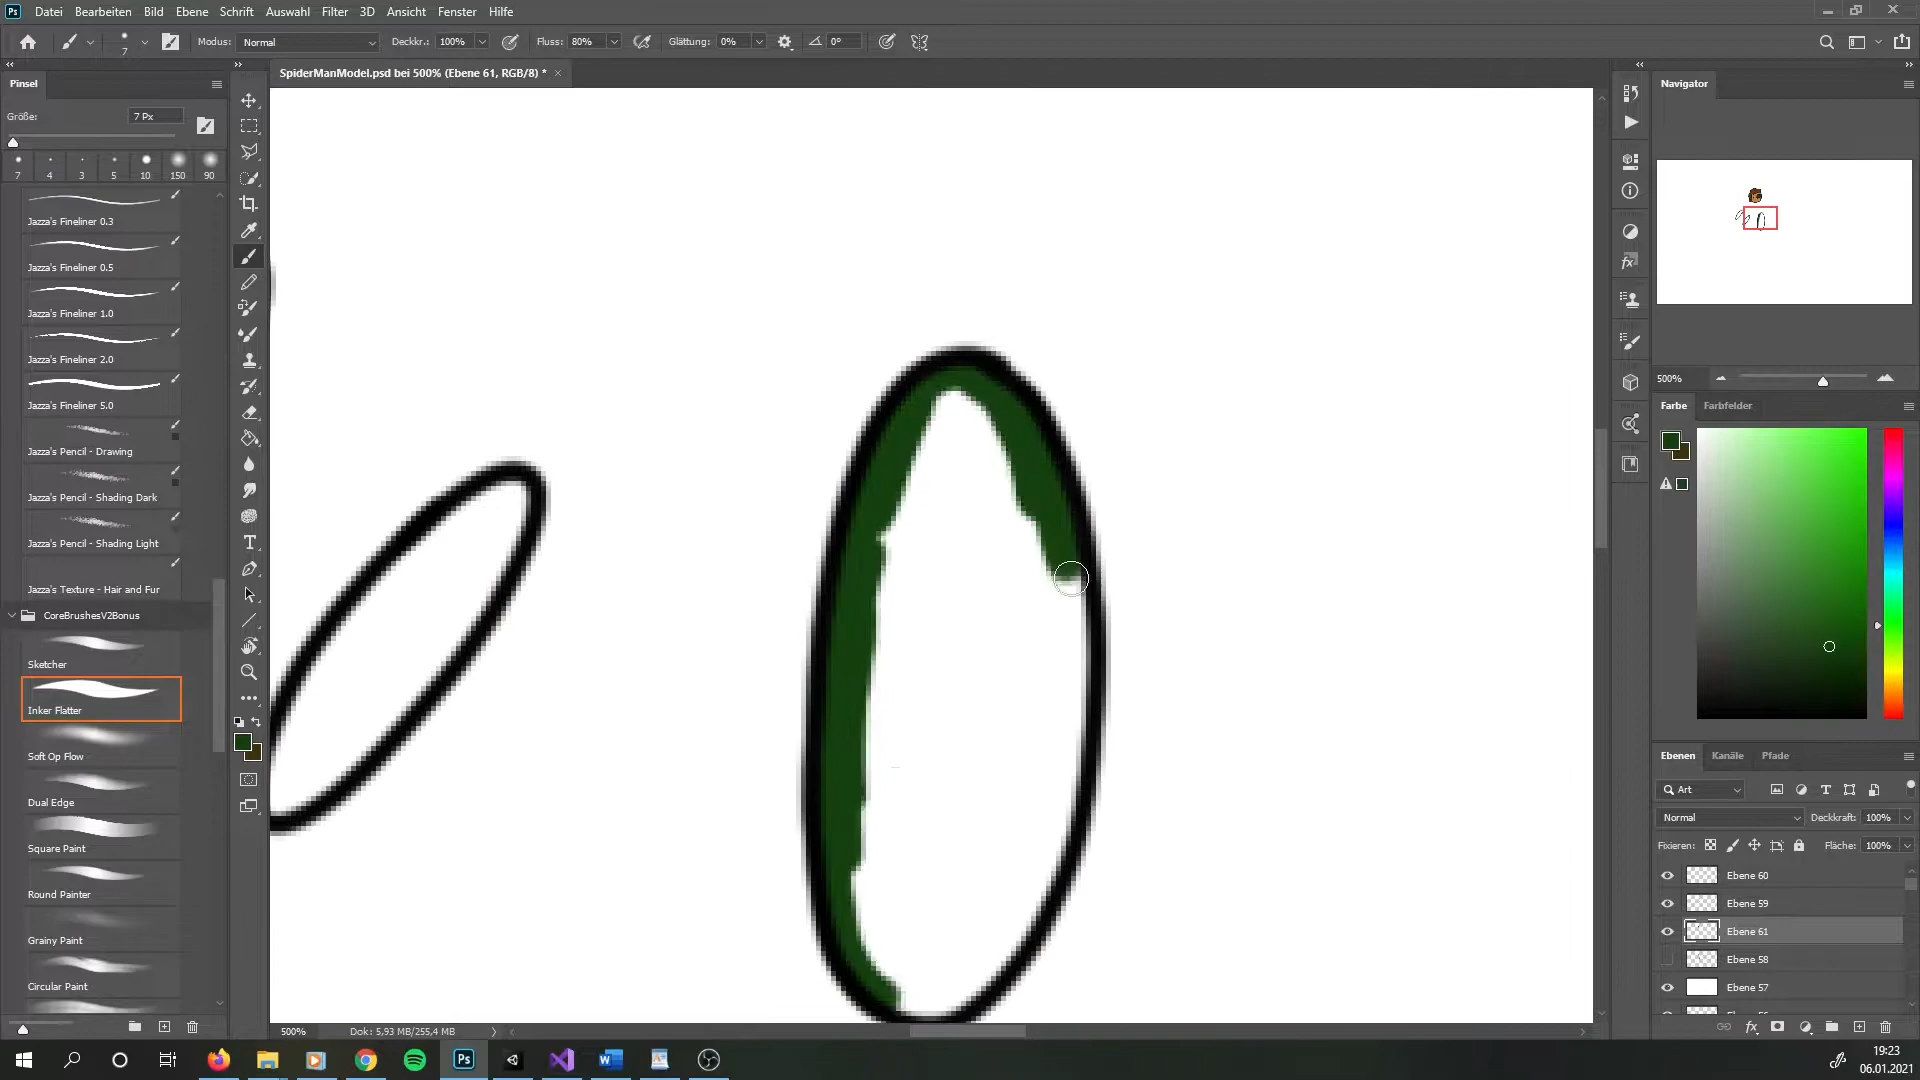 Ps Datei Bearbeiten Bild Ebene Schrift Auswahl Filter 3D Ansicht Fenster Hilfe
7 Modus: Normal Deckkr.: 100% Fluss: 80% Glättung: 0% 0°
Pinsel
SpiderManModel.psd bei 500% (Ebene 61, RGB/8) * ×
Navigator
Größe: 7 Px
7 4 3 5 10 150 90
Jazza's Fineliner 0.3
Jazza's Fineliner 0.5
Jazza's Fineliner 1.0
Jazza's Fineliner 2.0
Jazza's Fineliner 5.0
Jazza's Pencil - Drawing
Jazza's Pencil - Shading Dark
Jazza's Pencil - Shading Light
Jazza's Texture - Hair and Fur
CoreBrushesV2Bonus
Sketcher
Inker Flatter
Soft Op Flow
Dual Edge
Square Paint
Round Painter
Grainy Paint
Circular Paint
500%
Farbe Farbfelder
Ebenen Kanäle Pfade
Art
Normal Deckkraft: 100%
Fixieren: Fläche: 100%
Ebene 60
Ebene 59
Ebene 61
Ebene 58
Ebene 57
fx
500% Dok: 5,93 MB/255,4 MB
19:23
06.01.2021